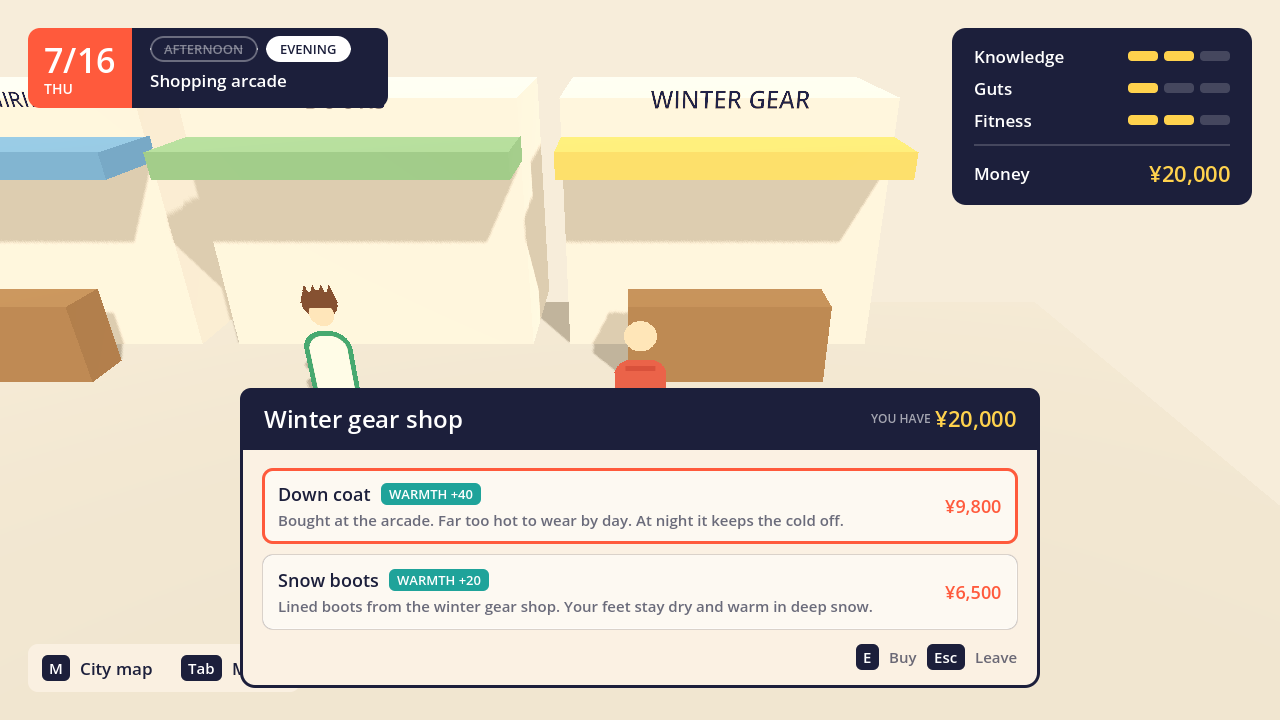 7/16
THU
AFTERNOON EVENING
Shopping arcade
Knowledge
Guts
Fitness
Money ¥20,000
WINTER GEAR
Winter gear shop
YOU HAVE ¥20,000
Down coat WARMTH +40
Bought at the arcade. Far too hot to wear by day. At night it keeps the cold off.
¥9,800
Snow boots WARMTH +20
Lined boots from the winter gear shop. Your feet stay dry and warm in deep snow.
¥6,500
E Buy Esc Leave
M City map Tab